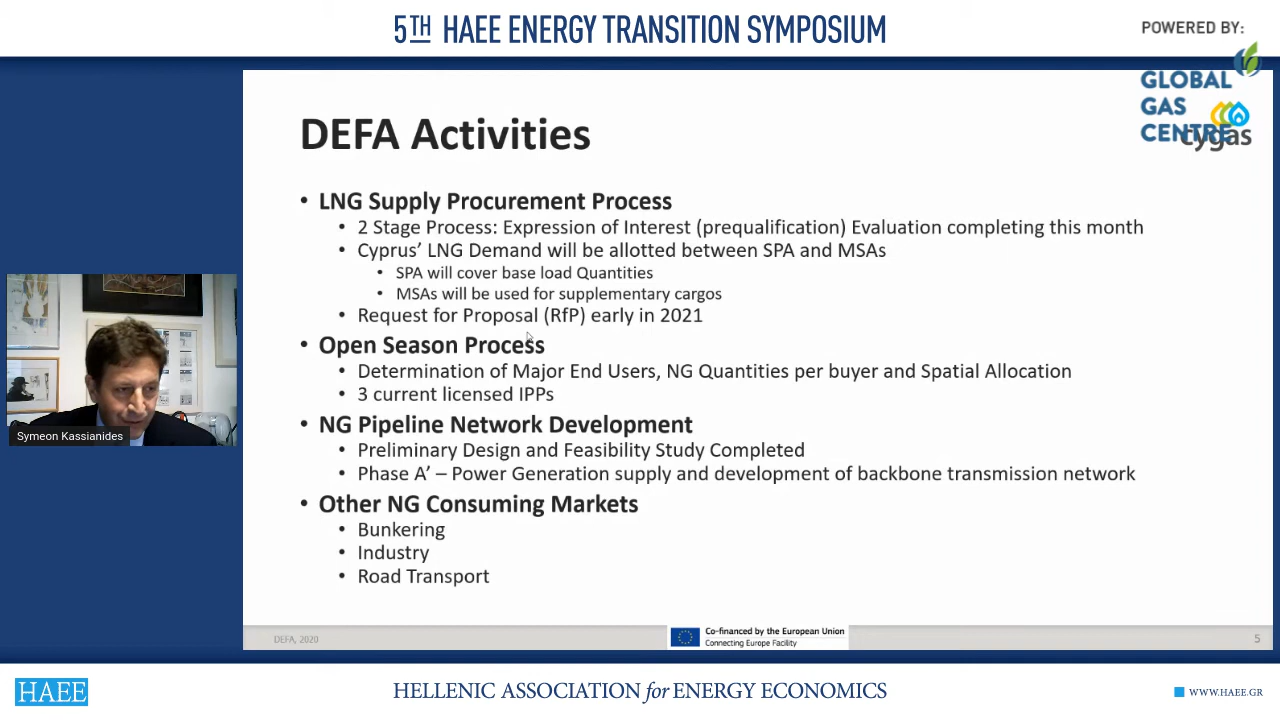 5TH HAEE ENERGY TRANSITION SYMPOSIUM
POWERED BY:
GLOBAL
GAS
CENTRE
cygas
DEFA Activities
• LNG Supply Procurement Process
• 2 Stage Process: Expression of Interest (prequalification) Evaluation completing this month
• Cyprus’ LNG Demand will be allotted between SPA and MSAs
• SPA will cover base load Quantities
• MSAs will be used for supplementary cargos
• Request for Proposal (RfP) early in 2021
• Open Season Process
• Determination of Major End Users, NG Quantities per buyer and Spatial Allocation
• 3 current licensed IPPs
• NG Pipeline Network Development
• Preliminary Design and Feasibility Study Completed
• Phase A’ – Power Generation supply and development of backbone transmission network
• Other NG Consuming Markets
• Bunkering
• Industry
• Road Transport
Symeon Kassianides
DEFA, 2020
Co-financed by the European Union
Connecting Europe Facility
5
HAEE
HELLENIC ASSOCIATION for ENERGY ECONOMICS
WWW.HAEE.GR